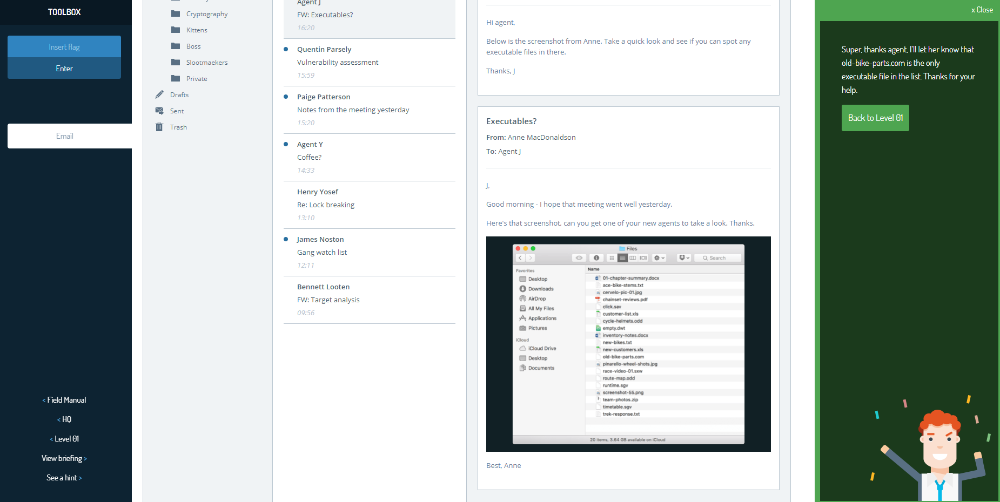 TOOLBOX
Insert flag
Enter
Email
< Field Manual
< HQ
< Level 01
View briefing >
See a hint >
Cryptography
Kittens
Boss
Slootmaekers
Private
Drafts
Sent
Trash
Agent J
FW: Executables?
16:20
Quentin Parsely
Vulnerability assessment
15:59
Paige Patterson
Notes from the meeting yesterday
15:20
Agent Y
Coffee?
14:33
Henry Yosef
Re: Lock breaking
13:10
James Noston
Gang watch list
12:11
Bennett Looten
FW: Target analysis
09:56
Hi agent,
Below is the screenshot from Anne. Take a quick look and see if you can spot any
executable files in there.
Thanks, J
Executables?
From: Anne MacDonaldson
To: Agent J
J,
Good morning - I hope that meeting went well yesterday.
Here's that screenshot, can you get one of your new agents to take a look. Thanks.
Files
Search
Favorites
Desktop
Downloads
AirDrop
All My Files
Applications
Pictures
iCloud
iCloud Drive
Desktop
Documents
Name
01-chapter-summary.docx
ace-bike-stems.txt
cervelo-pic-01.jpg
chainset-reviews.pdf
click.sav
customer-list.xls
cycle-helmets.odd
empty.dwt
inventory-notes.docx
new-bikes.txt
new-customers.xls
old-bike-parts.com
pinarello-wheel-shots.jpg
race-video-01.sxw
route-map.odd
runtime.sgv
screenshot-55.png
team-photos.zip
timetable.sgv
trek-response.txt
20 items, 3.64 GB available on iCloud
Best, Anne
x Close
Super, thanks agent, I'll let her know that
old-bike-parts.com is the only
executable file in the list. Thanks for your
help.
Back to Level 01